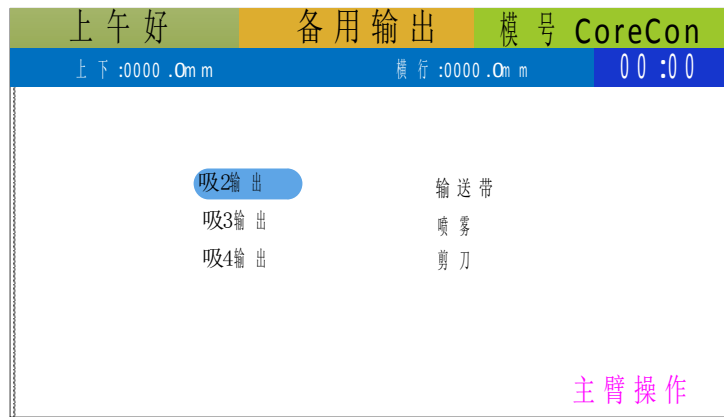 上午好 备用输出 模号 CoreCon
上下:0000.0mm 横行:0000.0mm 00:00
吸2输出 输送带
吸3输出 喷雾
吸4输出 剪刀
主臂操作